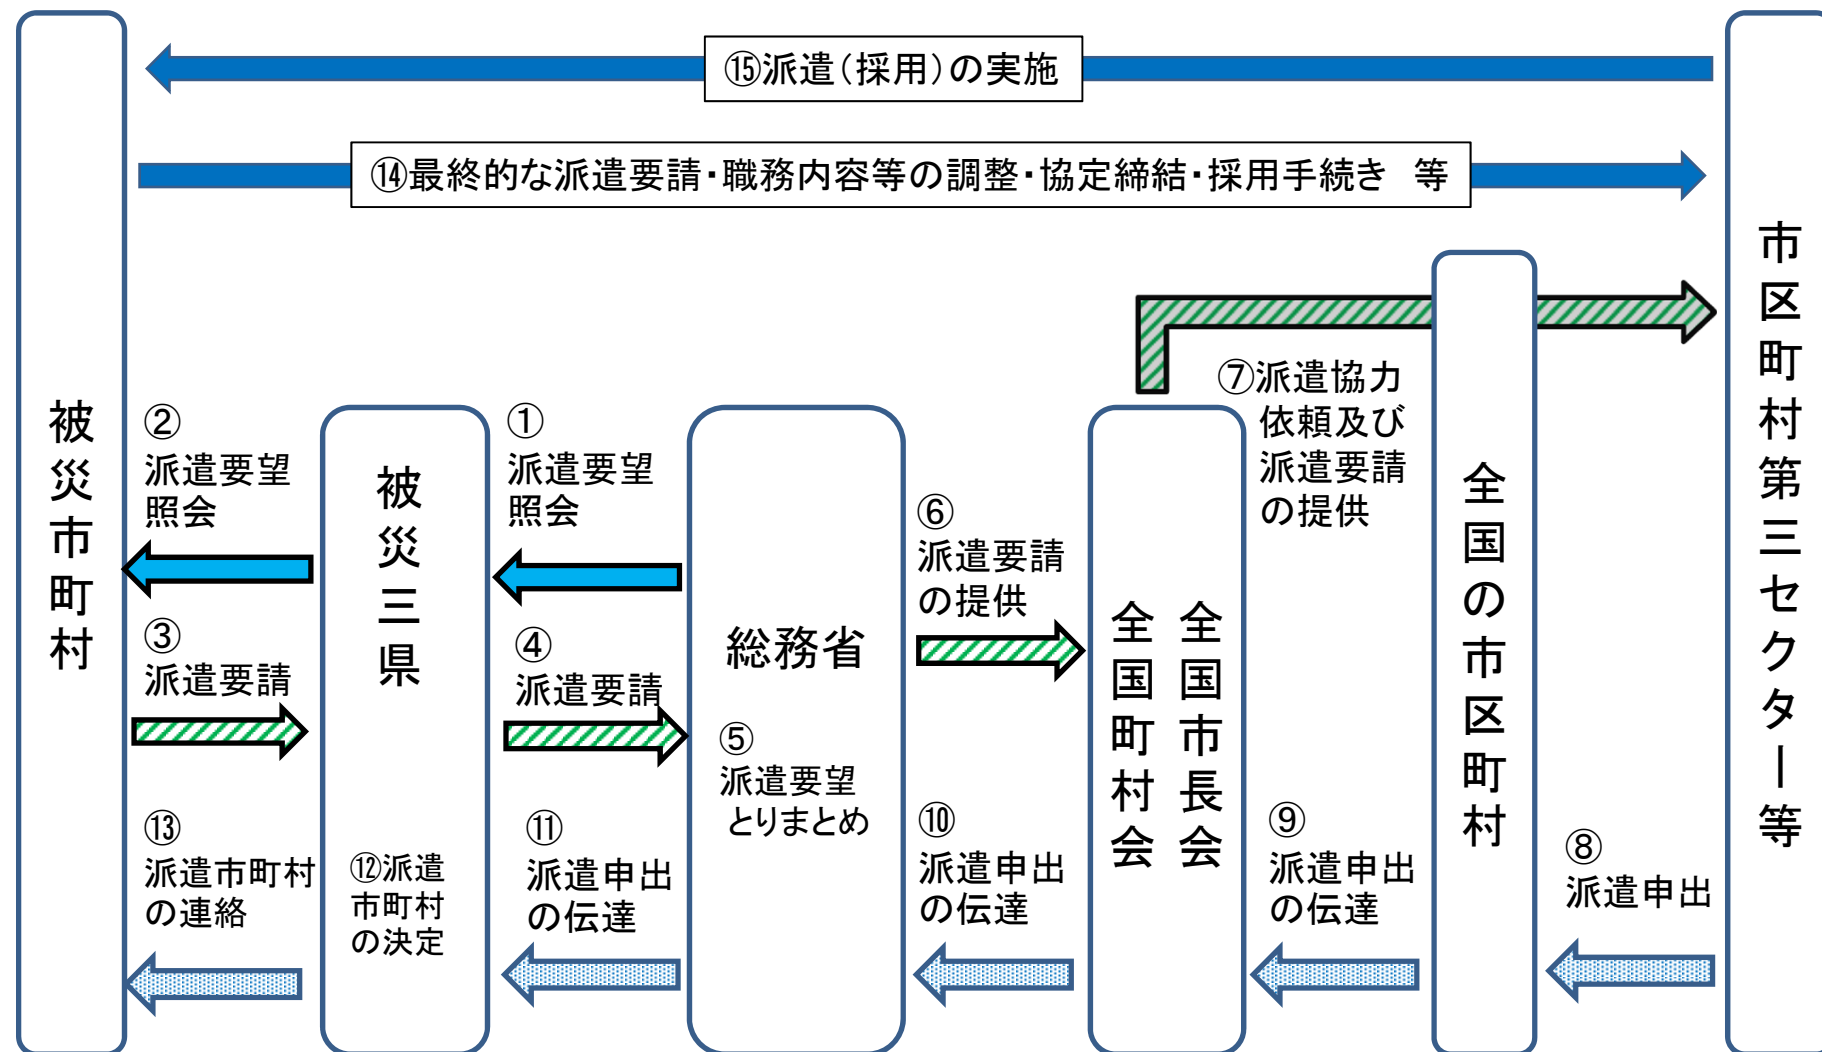 ⑮派遣(採用)の実施
⑭最終的な派遣要請・職務内容等の調整・協定締結・採用手続き　等
被災市町村
②
派遣要望
照会
③
派遣要請
⑬
派遣市町村
の連絡
被災三県
⑫派遣
市町村
の決定
①
派遣要望
照会
④
派遣要請
⑪
派遣申出
の伝達
総務省
⑤
派遣要望
とりまとめ
⑥
派遣要請
の提供
⑩
派遣申出
の伝達
全国市長会
全国町村会
⑦派遣協力
依頼及び
派遣要請
の提供
⑨
派遣申出
の伝達
全国の市区町村
⑧
派遣申出
市区町村第三セクター等